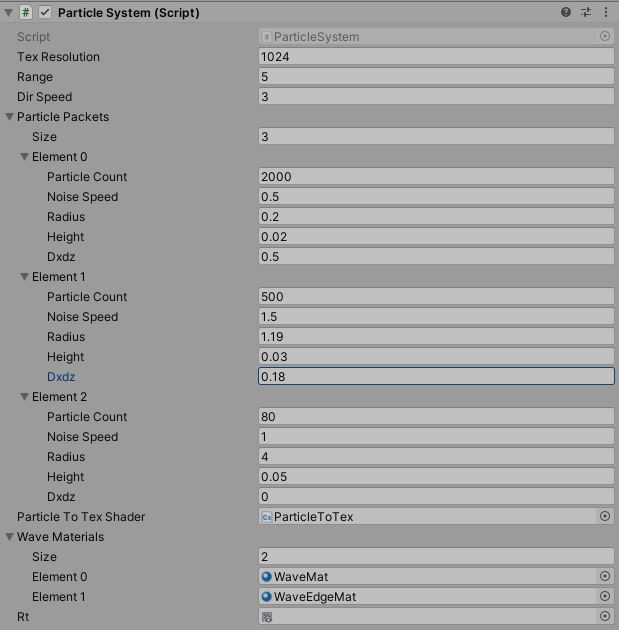 Particle System (Script)
Script ParticleSystem
Tex Resolution 1024
Range 5
Dir Speed 3
Particle Packets
Size 3
Element 0
Particle Count 2000
Noise Speed 0.5
Radius 0.2
Height 0.02
Dxdz 0.5
Element 1
Particle Count 500
Noise Speed 1.5
Radius 1.19
Height 0.03
Dxdz 0.18
Element 2
Particle Count 80
Noise Speed 1
Radius 4
Height 0.05
Dxdz 0
Particle To Tex Shader ParticleToTex
Wave Materials
Size 2
Element 0 WaveMat
Element 1 WaveEdgeMat
Rt